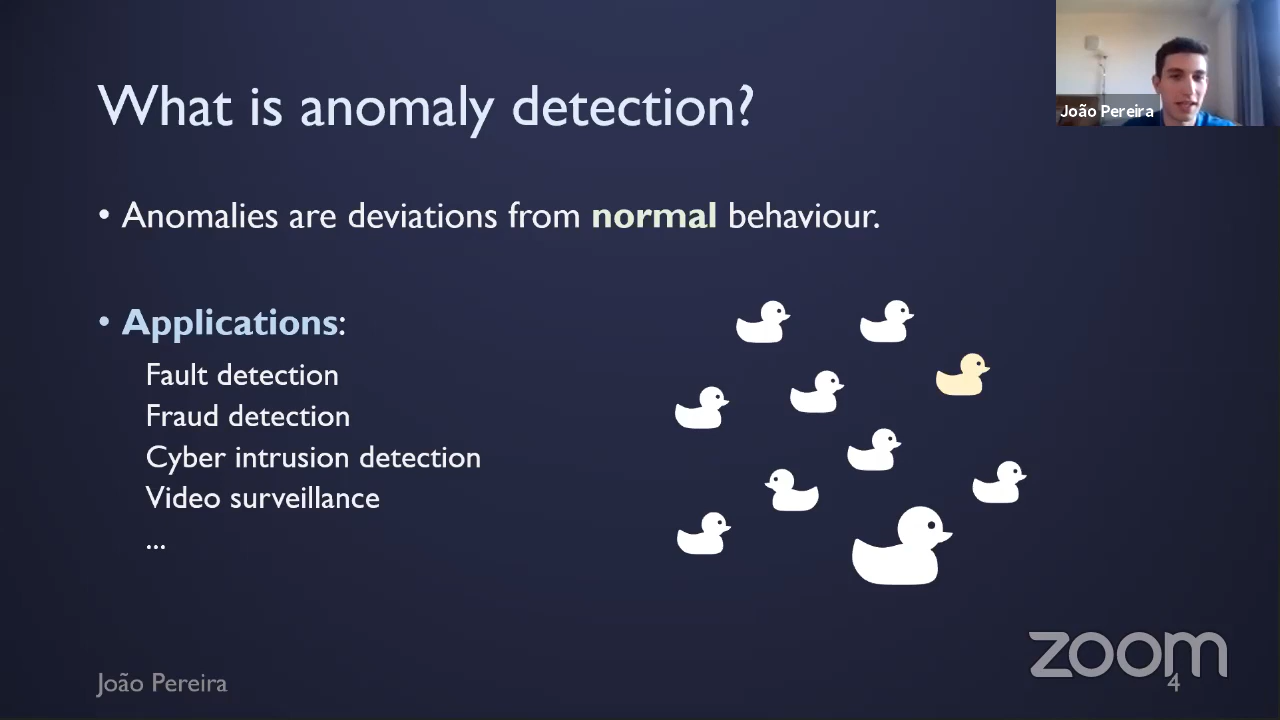 What is anomaly detection?
João Pereira
• Anomalies are deviations from normal behaviour.
• Applications:
Fault detection
Fraud detection
Cyber intrusion detection
Video surveillance
...
João Pereira
zoom
4